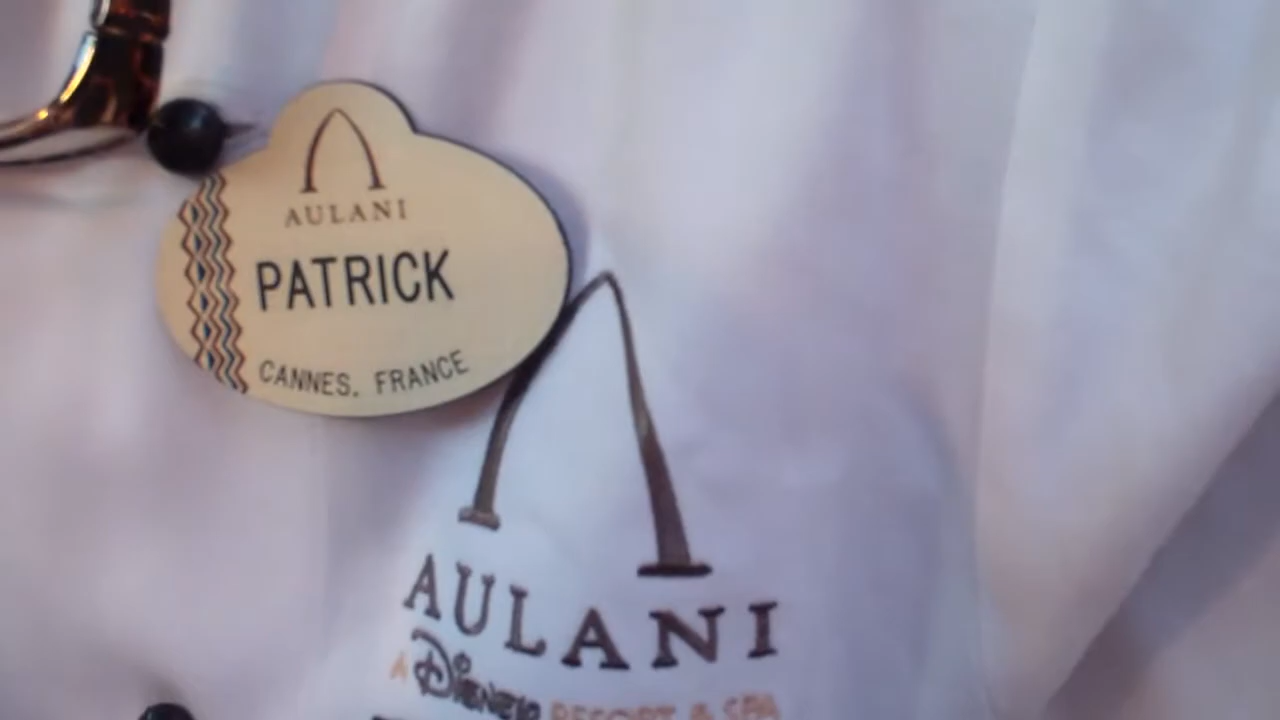 AULANI
PATRICK
CANNES, FRANCE
AULANI
A Disney RESORT & SPA